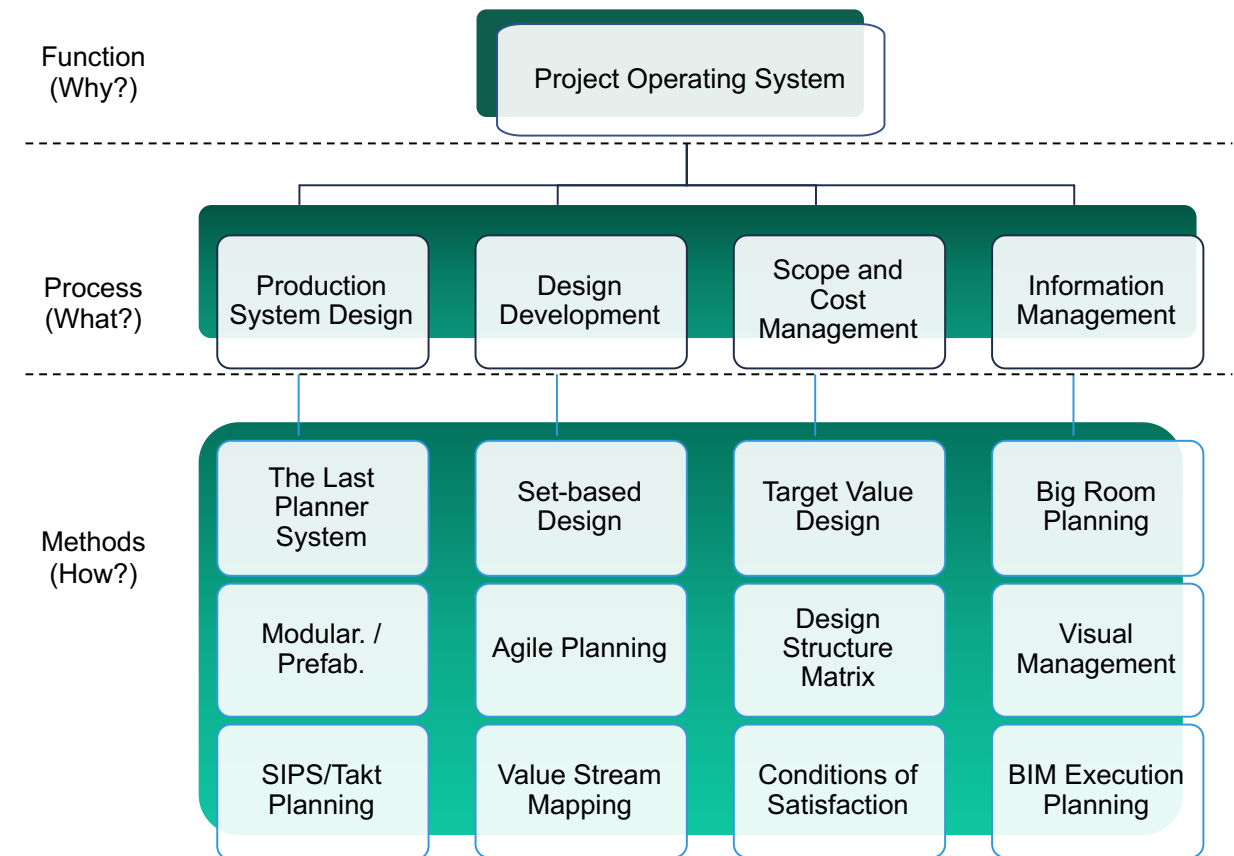 Function
(Why?)
Project Operating System
Process
(What?)
Production
System Design
Design
Development
Scope and
Cost
Management
Information
Management
Methods
(How?)
The Last
Planner
System
Set-based
Design
Target Value
Design
Big Room
Planning
Modular. /
Prefab.
Agile Planning
Design
Structure
Matrix
Visual
Management
SIPS/Takt
Planning
Value Stream
Mapping
Conditions of
Satisfaction
BIM Execution
Planning